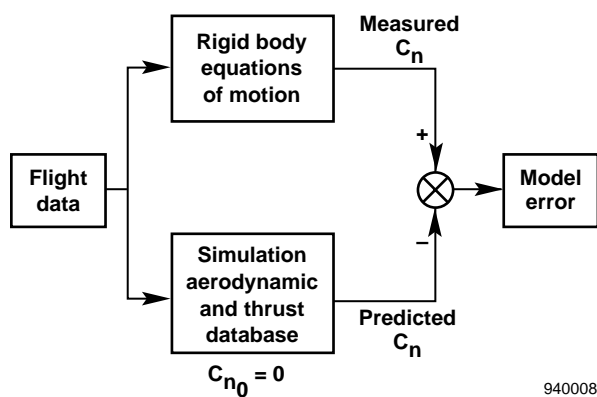 Rigid body
equations
of motion
Measured
Cn
+
Flight
data
Model
error
Simulation
aerodynamic
and thrust
database
–
Predicted
Cn
Cn0 = 0
940008